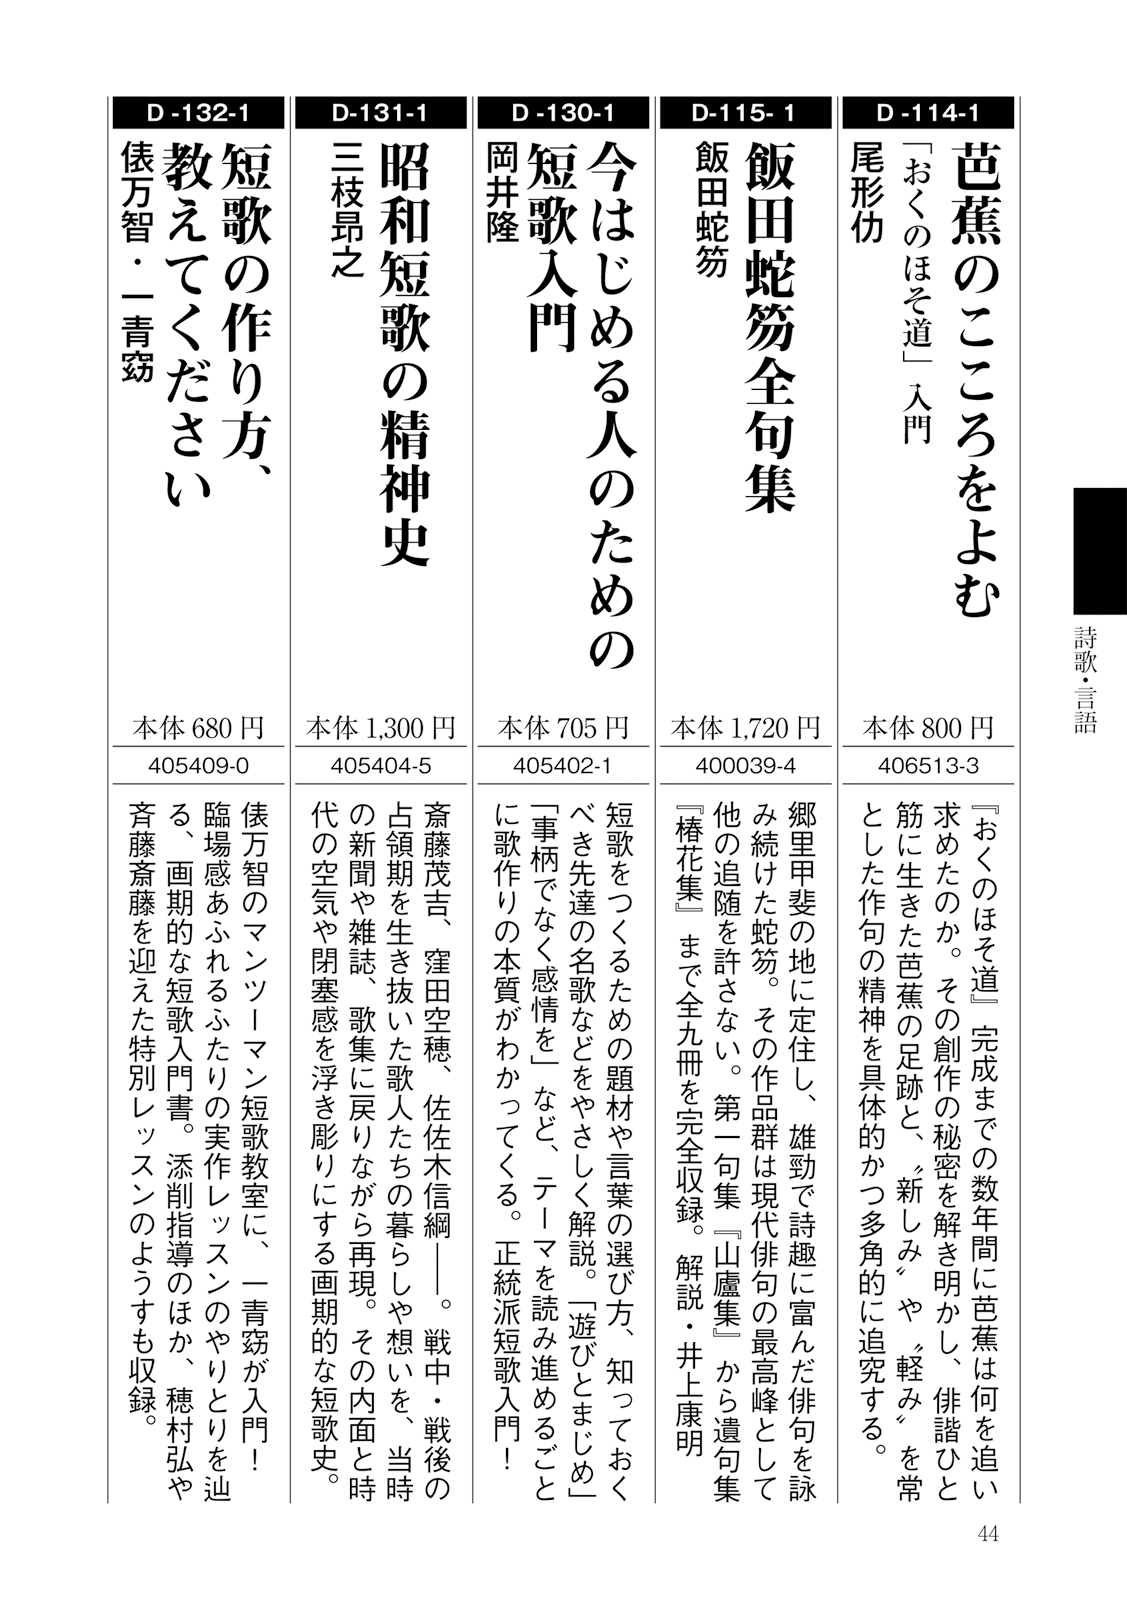 詩歌・言語
D -114-1
芭蕉のこころをよむ
「おくのほそ道」入門
尾形仂
本体 800 円
406513-3
『おくのほそ道』完成までの数年間に芭蕉は何を追い
求めたのか。その創作の秘密を解き明かし、俳諧ひと
筋に生きた芭蕉の足跡と、〝新しみ〟や〝軽み〟を常
とした作句の精神を具体的かつ多角的に追究する。
D-115- 1
飯田蛇笏全句集
飯田蛇笏
本体 1,720 円
400039-4
郷里甲斐の地に定住し、雄勁で詩趣に富んだ俳句を詠
み続けた蛇笏。その作品群は現代俳句の最高峰として
他の追随を許さない。第一句集『山廬集』から遺句集
『椿花集』まで全九冊を完全収録。 解説・井上康明
D -130-1
今はじめる人のための
短歌入門
岡井隆
本体 705 円
405402-1
短歌をつくるための題材や言葉の選び方、知っておく
べき先達の名歌などをやさしく解説。「遊びとまじめ」
「事柄でなく感情を」など、テーマを読み進めるごと
に歌作りの本質がわかってくる。正統派短歌入門！
D-131-1
昭和短歌の精神史
三枝昻之
本体 1,300 円
405404-5
斎藤茂吉、窪田空穂、佐佐木信綱――。戦中・戦後の
占領期を生き抜いた歌人たちの暮らしや想いを、当時
の新聞や雑誌、歌集に戻りながら再現。その内面と時
代の空気や閉塞感を浮き彫りにする画期的な短歌史。
D -132-1
短歌の作り方、
教えてください
俵万智・一青窈
本体 680 円
405409-0
俵万智のマンツーマン短歌教室に、一青窈が入門！
臨場感あふれるふたりの実作レッスンのやりとりを辿
る、画期的な短歌入門書。添削指導のほか、穂村弘や
斉藤斎藤を迎えた特別レッスンのようすも収録。
44